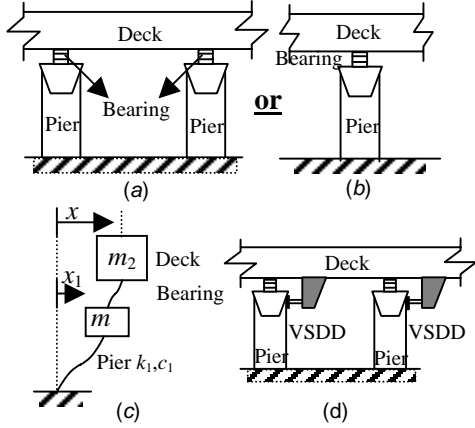 Deck
Bearing
Pier
Pier
(a)
or
Deck
Bearing
Pier
(b)
x
x1
m2
Deck
Bearing
m
Pier k1,c1
(c)
Deck
VSDD
VSDD
Pier
Pier
(d)